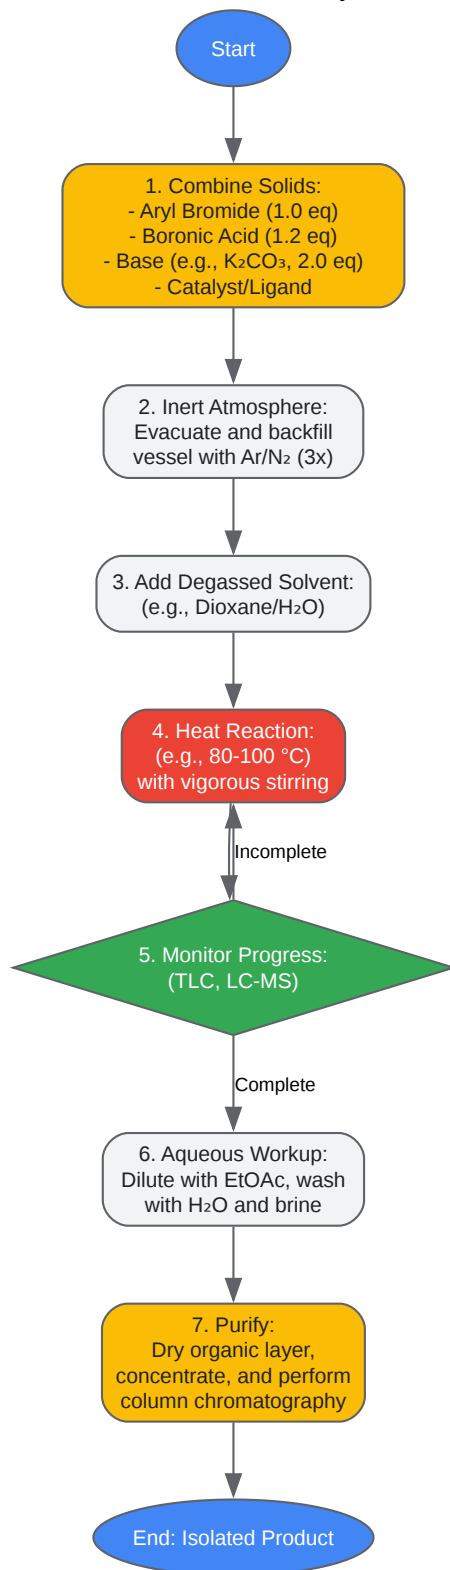 Start
1. Combine Solids:
- Aryl Bromide (1.0 eq)
- Boronic Acid (1.2 eq)
- Base (e.g., K₂CO₃, 2.0 eq)
- Catalyst/Ligand
2. Inert Atmosphere:
Evacuate and backfill
vessel with Ar/N₂ (3x)
3. Add Degassed Solvent:
(e.g., Dioxane/H₂O)
4. Heat Reaction:
(e.g., 80-100 °C)
with vigorous stirring
Incomplete
5. Monitor Progress:
(TLC, LC-MS)
Complete
6. Aqueous Workup:
Dilute with EtOAc, wash
with H₂O and brine
7. Purify:
Dry organic layer,
concentrate, and perform
column chromatography
End: Isolated Product